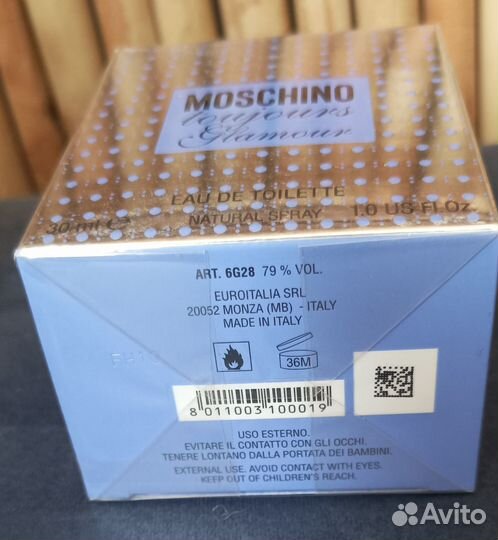 MOSCHINO
toujours
Glamour
EAU DE TOILETTE
30 ml e NATURAL SPRAY 1.0 US Fl.Oz.
ART. 6G28 79 % VOL.
EUROITALIA SRL
20052 MONZA (MB) - ITALY
MADE IN ITALY
36M
8 011003 100019
USO ESTERNO.
EVITARE IL CONTATTO CON GLI OCCHI.
TENERE LONTANO DALLA PORTATA DEI BAMBINI.
EXTERNAL USE. AVOID CONTACT WITH EYES.
KEEP OUT OF CHILDREN'S REACH.
Avito